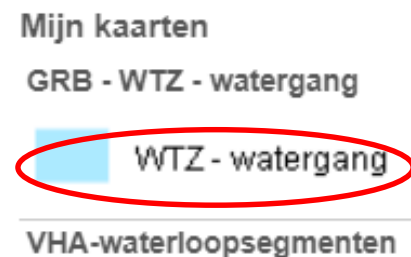 Mijn kaarten
GRB - WTZ - watergang
WTZ - watergang
VHA-waterloopsegmenten